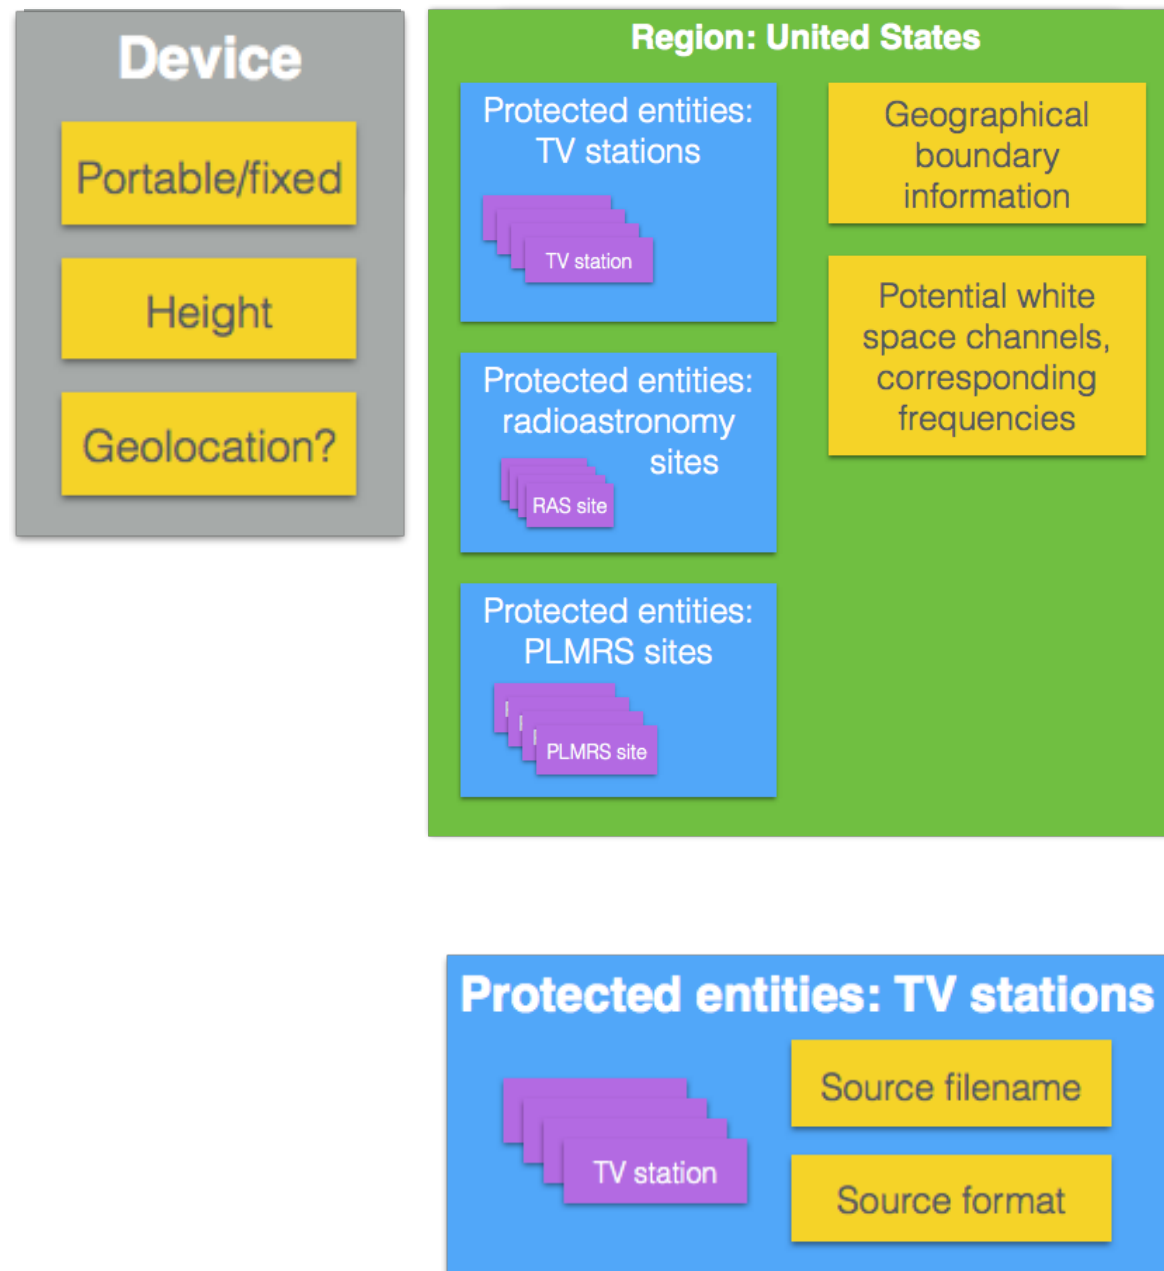 Device
Portable/fixed
Height
Geolocation?
Region: United States
Protected entities:
TV stations
TV station
Protected entities:
radioastronomy
sites
RAS site
Protected entities:
PLMRS sites
PLMRS site
Geographical
boundary
information
Potential white
space channels,
corresponding
frequencies
Protected entities: TV stations
TV station
Source filename
Source format